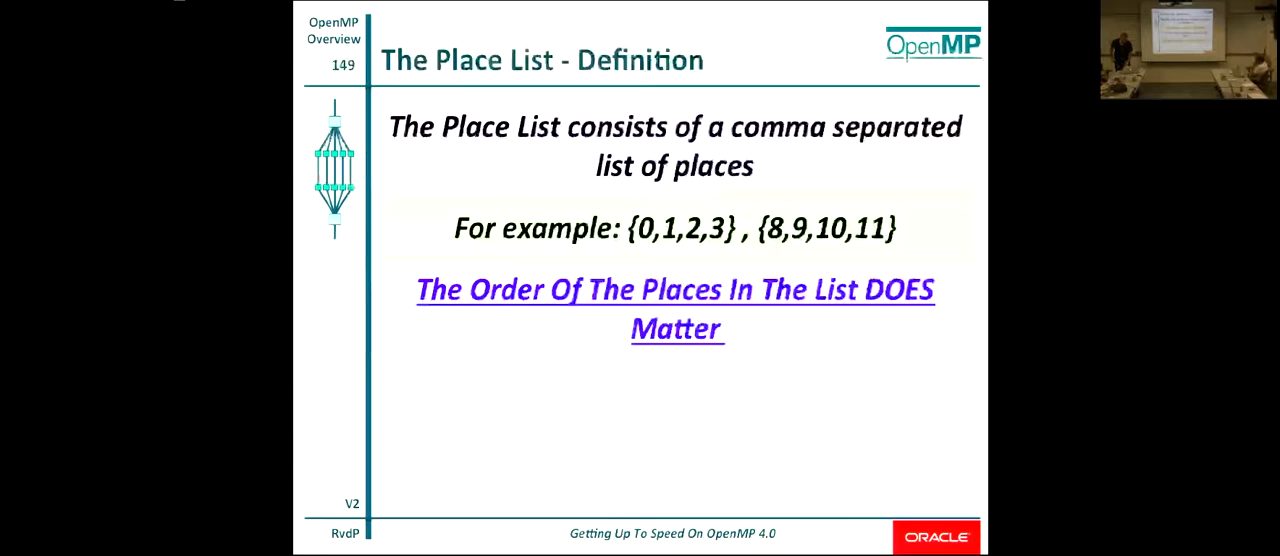 OpenMP
Overview
149
The Place List - Definition
OpenMP
The Place List consists of a comma separated
list of places
For example: {0,1,2,3} , {8,9,10,11}
The Order Of The Places In The List DOES
Matter
V2
RvdP
Getting Up To Speed On OpenMP 4.0
ORACLE